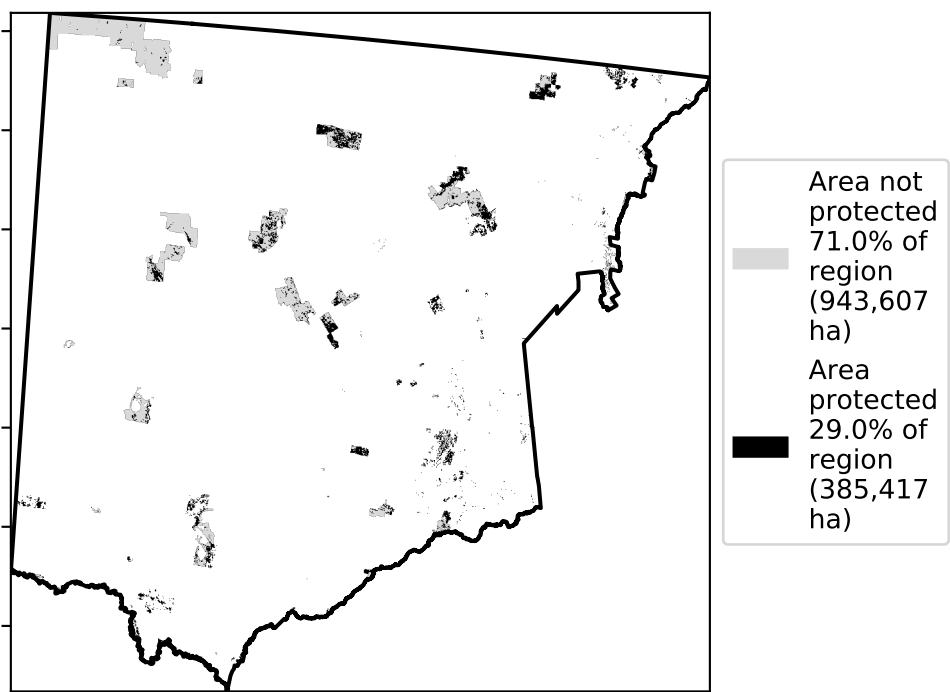 Area not
protected
71.0% of
region
(943,607
ha)
Area
protected
29.0% of
region
(385,417
ha)